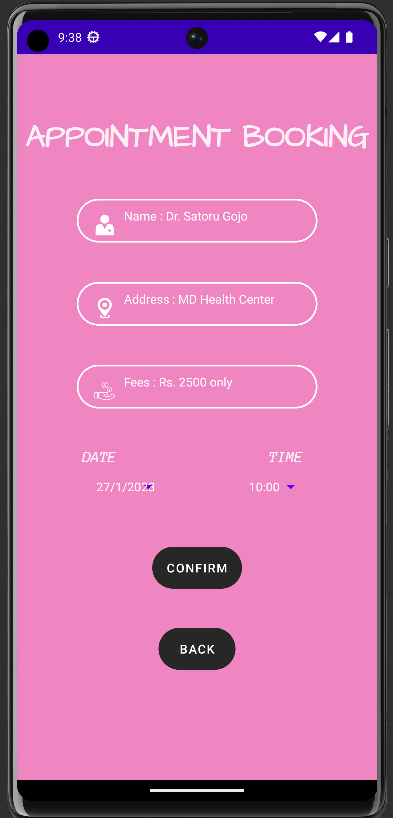 9:38
APPOINTMENT BOOKING
Name : Dr. Satoru Gojo
Address : MD Health Center
Fees : Rs. 2500 only
DATE TIME
27/1/2023 10:00
CONFIRM
BACK